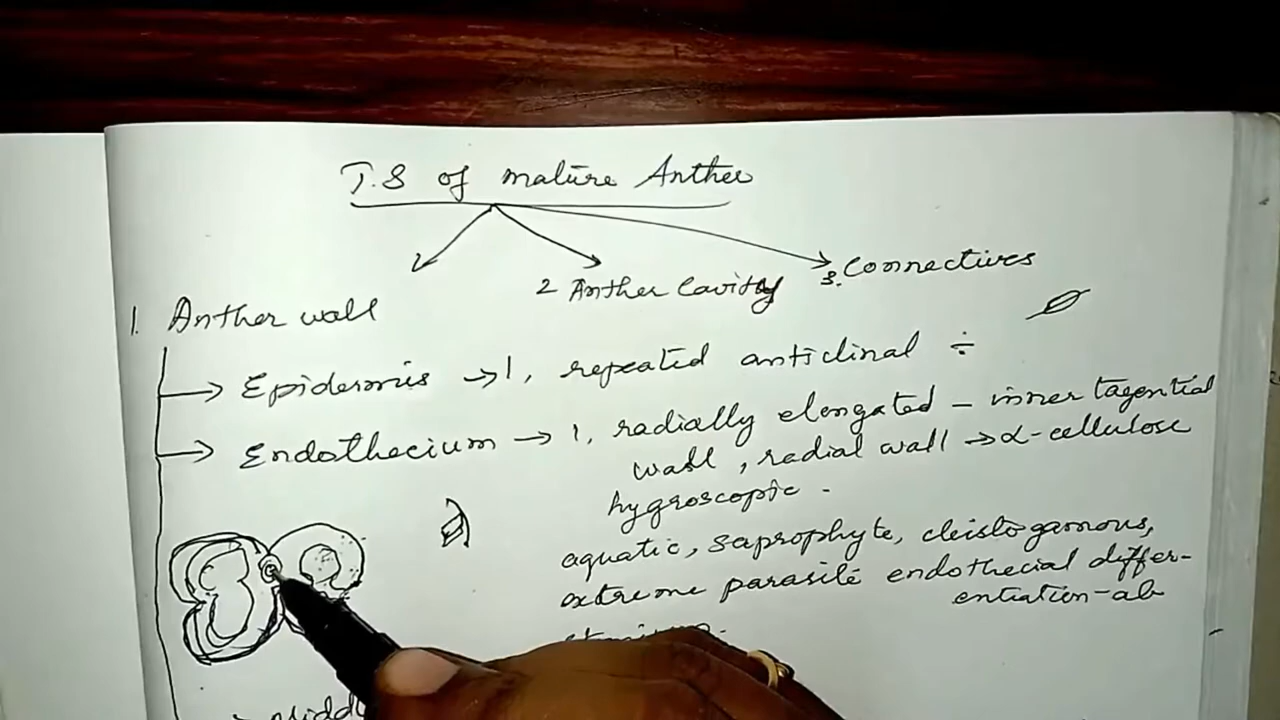 T.S of mature Anther
1. Anther wall
2 Anther Cavity
3. Connectives
→ Epidermis → 1, repeated anticlinal ÷
→ Endothecium → 1, radially elongated - inner tagential
wall, radial wall → α-cellulose
hygroscopic -
aquatic, saprophyte, cleistogamous,
extreme parasite endothecial differ-
entiation-ab